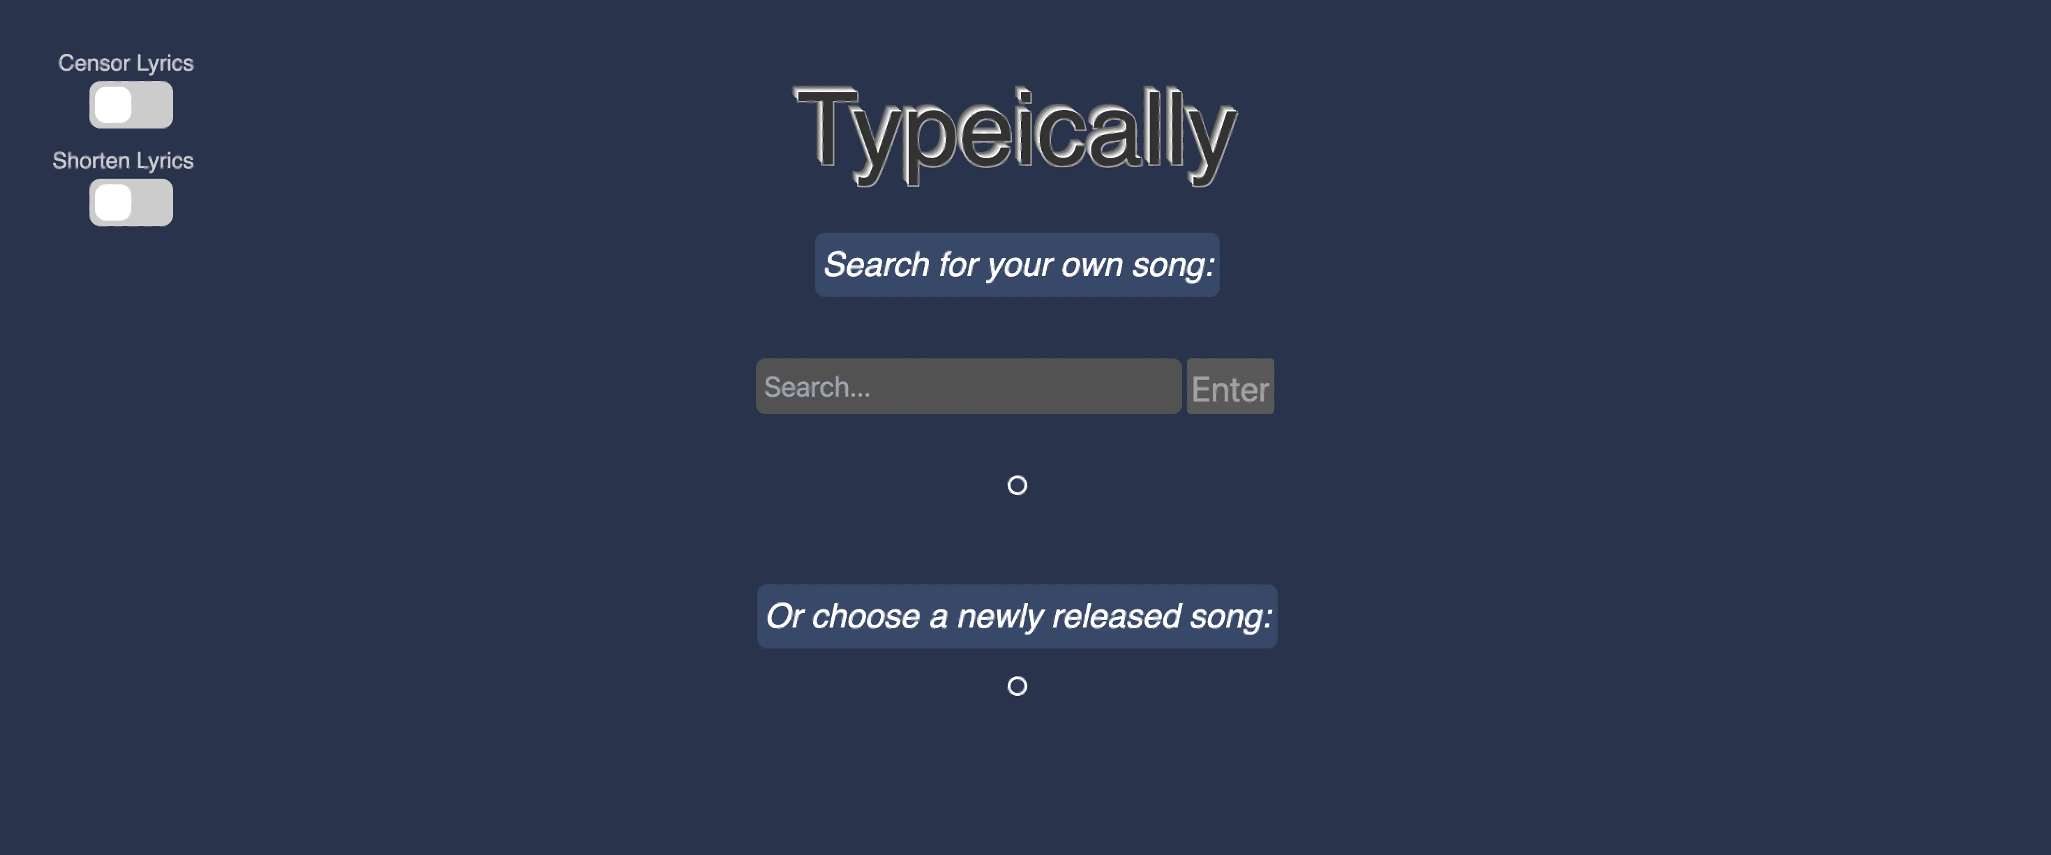 Censor Lyrics
Shorten Lyrics
Typeically
Search for your own song:
Search...
Enter
Or choose a newly released song: